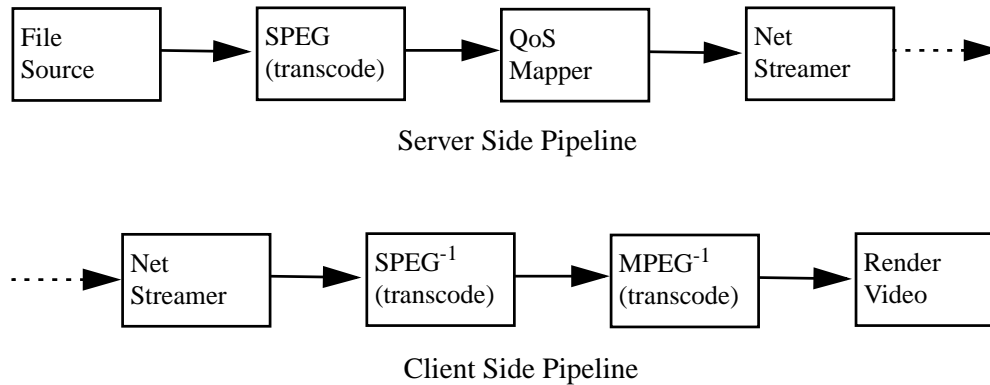 File
Source
SPEG
(transcode)
QoS
Mapper
Net
Streamer
Server Side Pipeline
Net
Streamer
SPEG⁻¹
(transcode)
MPEG⁻¹
(transcode)
Render
Video
Client Side Pipeline